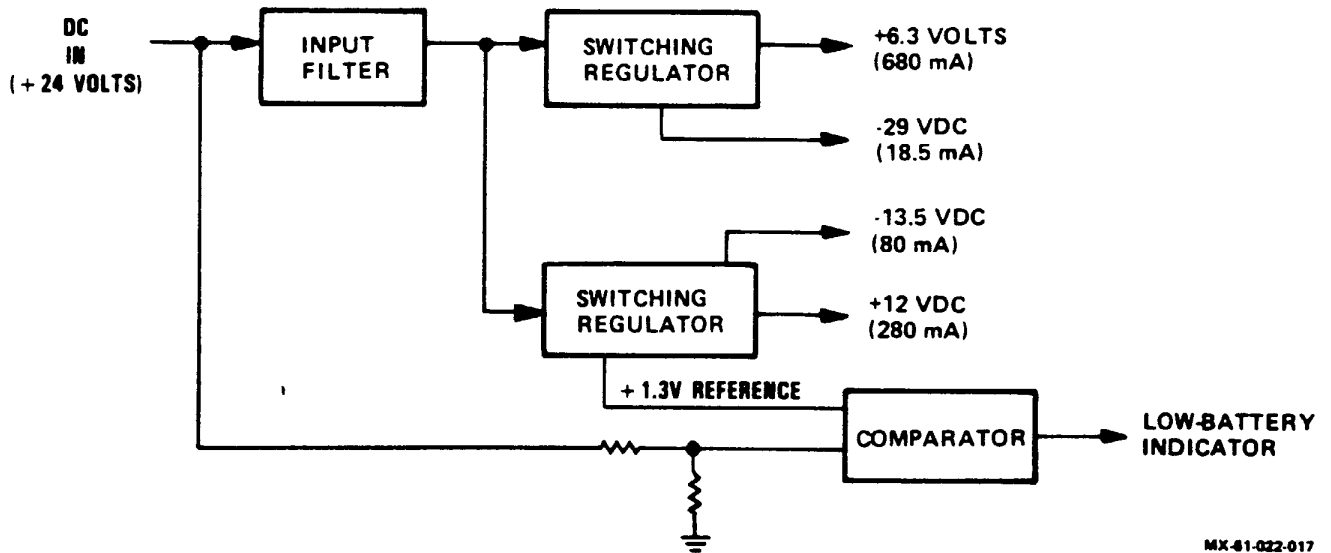 DC
IN
(+ 24 VOLTS)
INPUT
FILTER
SWITCHING
REGULATOR
+6.3 VOLTS
(680 mA)
-29 VDC
(18.5 mA)
-13.5 VDC
(80 mA)
SWITCHING
REGULATOR
+12 VDC
(280 mA)
+ 1.3V REFERENCE
COMPARATOR
LOW-BATTERY
INDICATOR
MX-61-022-017